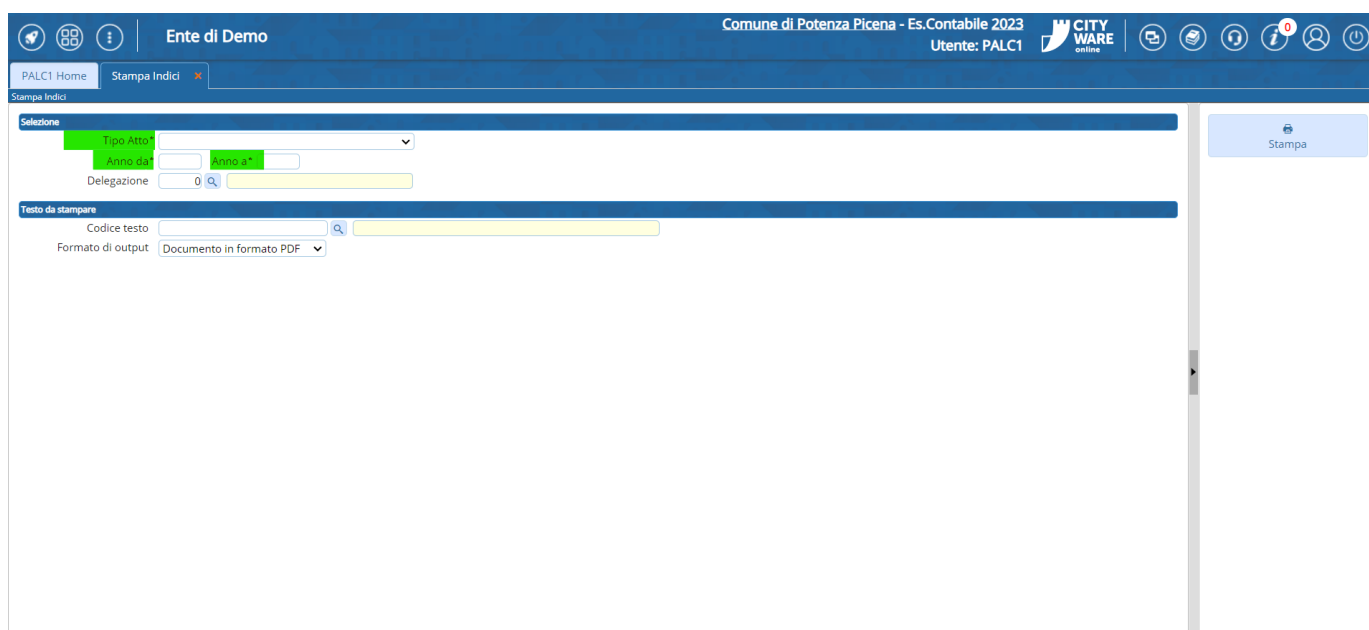 Ente di Demo
Comune di Potenza Picena - Es.Contabile 2023
Utente: PALC1
CITY
WARE
online
0
PALC1 Home
Stampa Indici ×
Stampa Indici
Selezione
Tipo Atto*
Anno da* Anno a*
Delegazione 0
Testo da stampare
Codice testo
Formato di output Documento in formato PDF
Stampa